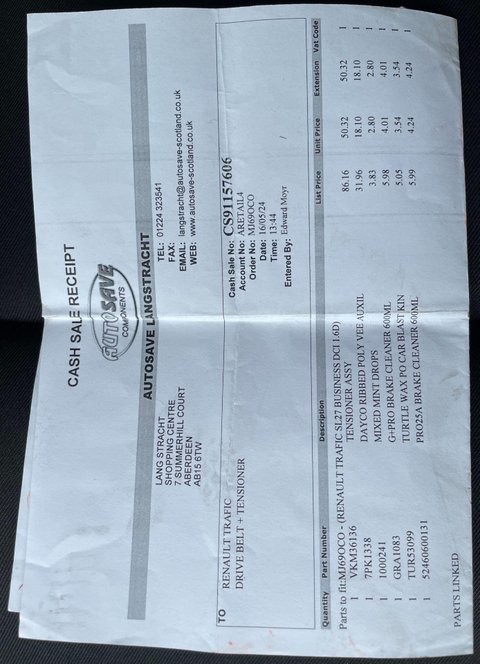 CASH SALE RECEIPT
AUTOSAVE
COMPONENTS
AUTOSAVE LANGSTRACHT
LANG STRACHT
SHOPPING CENTRE
7 SUMMERHILL COURT
ABERDEEN
AB15 6TW
TEL: 01224 323541
FAX:
EMAIL: langstracht@autosave-scotland.co.uk
WEB: www.autosave-scotland.co.uk
TO
RENAULT TRAFIC
DRIVE BELT + TENSIONER
Cash Sale No: CS91157606
Account No: ARETAIL4
Order No: MJ69OCO
Date: 16/05/24
Time: 13:44
Entered By: Edward Moyr /
Quantity Part Number Description List Price Unit Price Extension Vat Code
Parts to fit:MJ69OCO - (RENAULT TRAFIC SL27 BUSINESS DCI 1.6D)
1 VKM36136 TENSIONER ASSY 86.16 50.32 50.32 1
1 7PK1338 DAYCO RIBBED POLY VEE AUXIL 31.96 18.10 18.10 1
1 1000241 MIXED MINT DROPS 3.83 2.80 2.80 1
1 GRA1083 G+PRO BRAKE CLEANER 600ML 5.98 4.01 4.01 1
1 TUR53099 TURTLE WAX PO CAR BLAST KIN 5.05 3.54 3.54 1
1 52460600131 PRO25A BRAKE CLEANER 600ML 5.99 4.24 4.24 1
PARTS LINKED